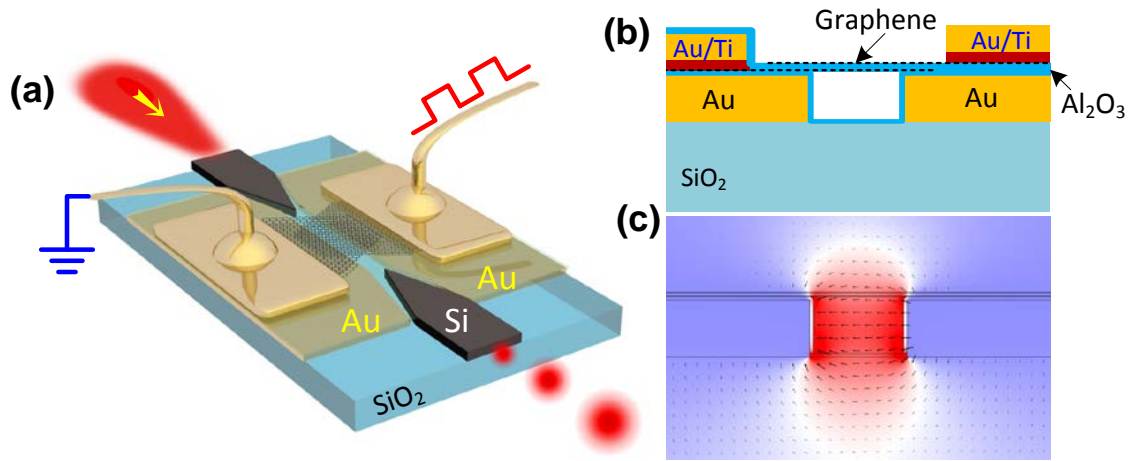 (a)
Au
Au
Si
SiO₂
(b)
Graphene
Au/Ti
Au/Ti
Au
Au
Al₂O₃
SiO₂
(c)